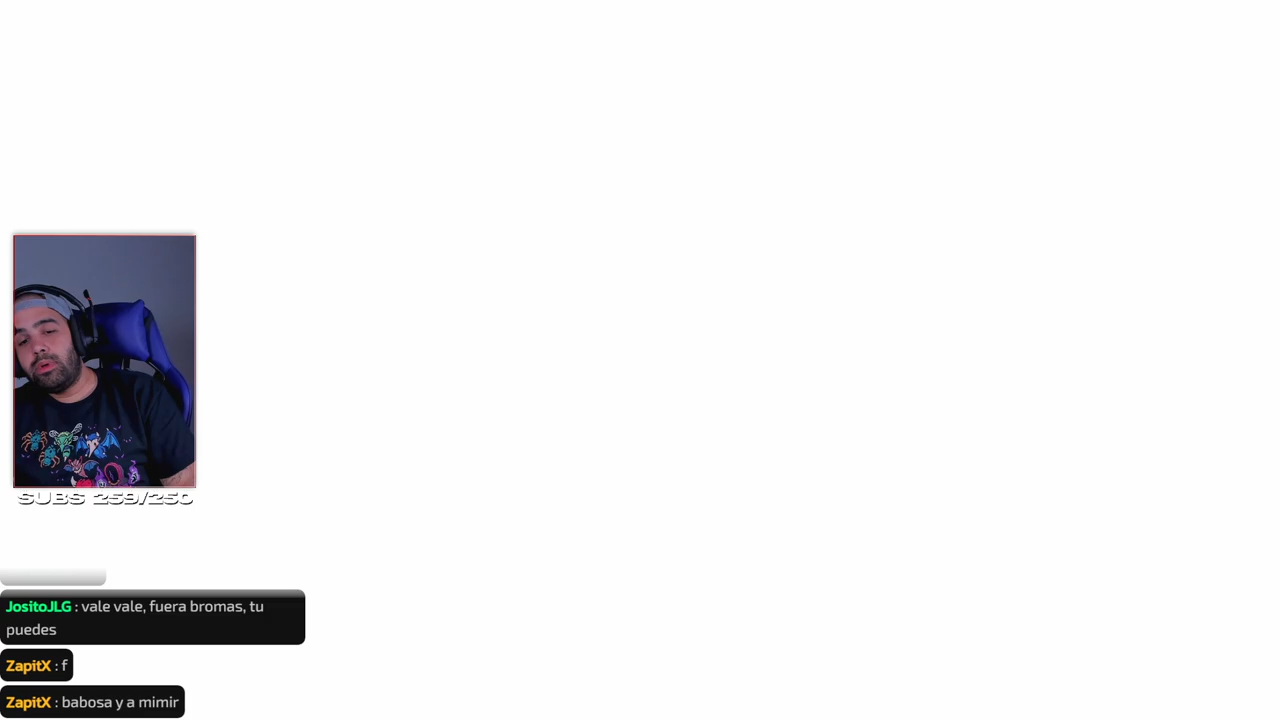 SUBS 259/250
JositoJLG : vale vale, fuera bromas, tu
puedes
ZapitX : f
ZapitX : babosa y a mimir